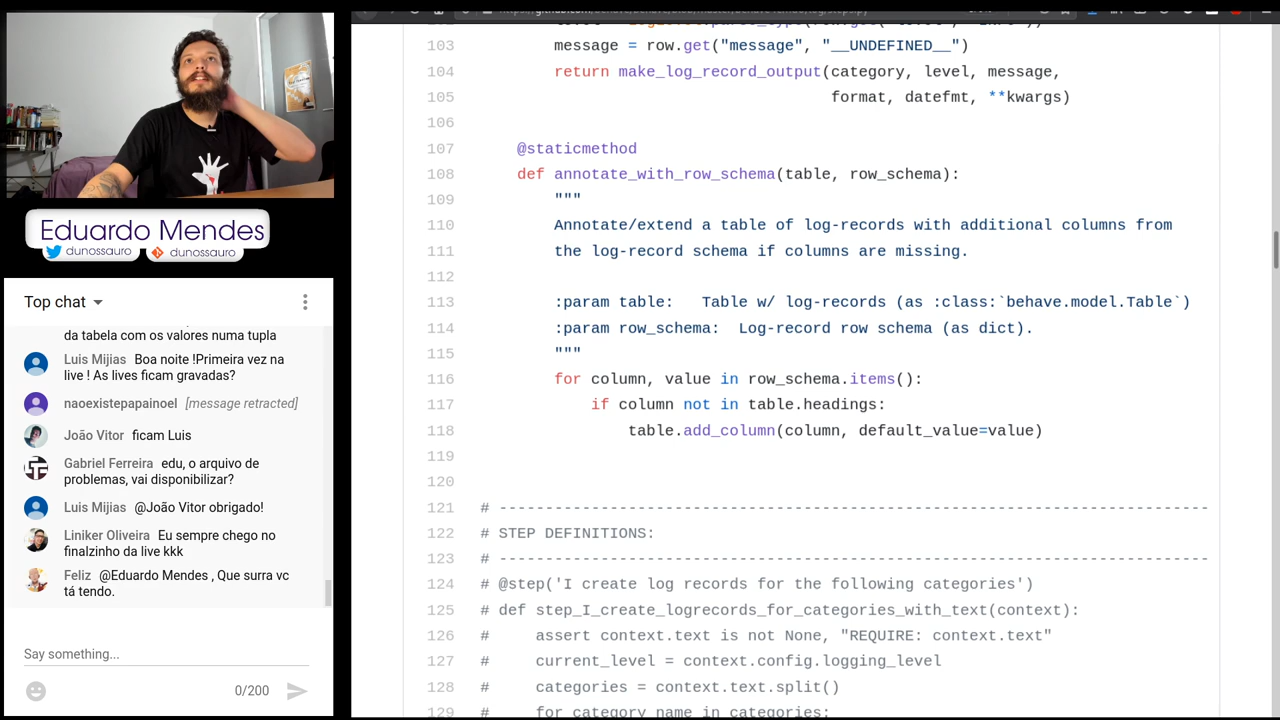 Eduardo Mendes
dunossauro
dunossauro
Top chat
da tabela com os valores numa tupla
Luis Mijias Boa noite !Primeira vez na
live ! As lives ficam gravadas?
naoexistepapainoel [message retracted]
João Vitor ficam Luis
Gabriel Ferreira edu, o arquivo de
problemas, vai disponibilizar?
Luis Mijias @João Vitor obrigado!
Liniker Oliveira Eu sempre chego no
finalzinho da live kkk
Feliz @Eduardo Mendes , Que surra vc
tá tendo.
Say something...
0/200
103 message = row.get("message", "__UNDEFINED__")
104 return make_log_record_output(category, level, message,
105 format, datefmt, **kwargs)
106
107 @staticmethod
108 def annotate_with_row_schema(table, row_schema):
109 """
110 Annotate/extend a table of log-records with additional columns from
111 the log-record schema if columns are missing.
112
113 :param table: Table w/ log-records (as :class:`behave.model.Table`)
114 :param row_schema: Log-record row schema (as dict).
115 """
116 for column, value in row_schema.items():
117 if column not in table.headings:
118 table.add_column(column, default_value=value)
119
120
121 # -----------------------------------------------------------------------------
122 # STEP DEFINITIONS:
123 # -----------------------------------------------------------------------------
124 # @step('I create log records for the following categories')
125 # def step_I_create_logrecords_for_categories_with_text(context):
126 # assert context.text is not None, "REQUIRE: context.text"
127 # current_level = context.config.logging_level
128 # categories = context.text.split()
129 # for category_name in categories: